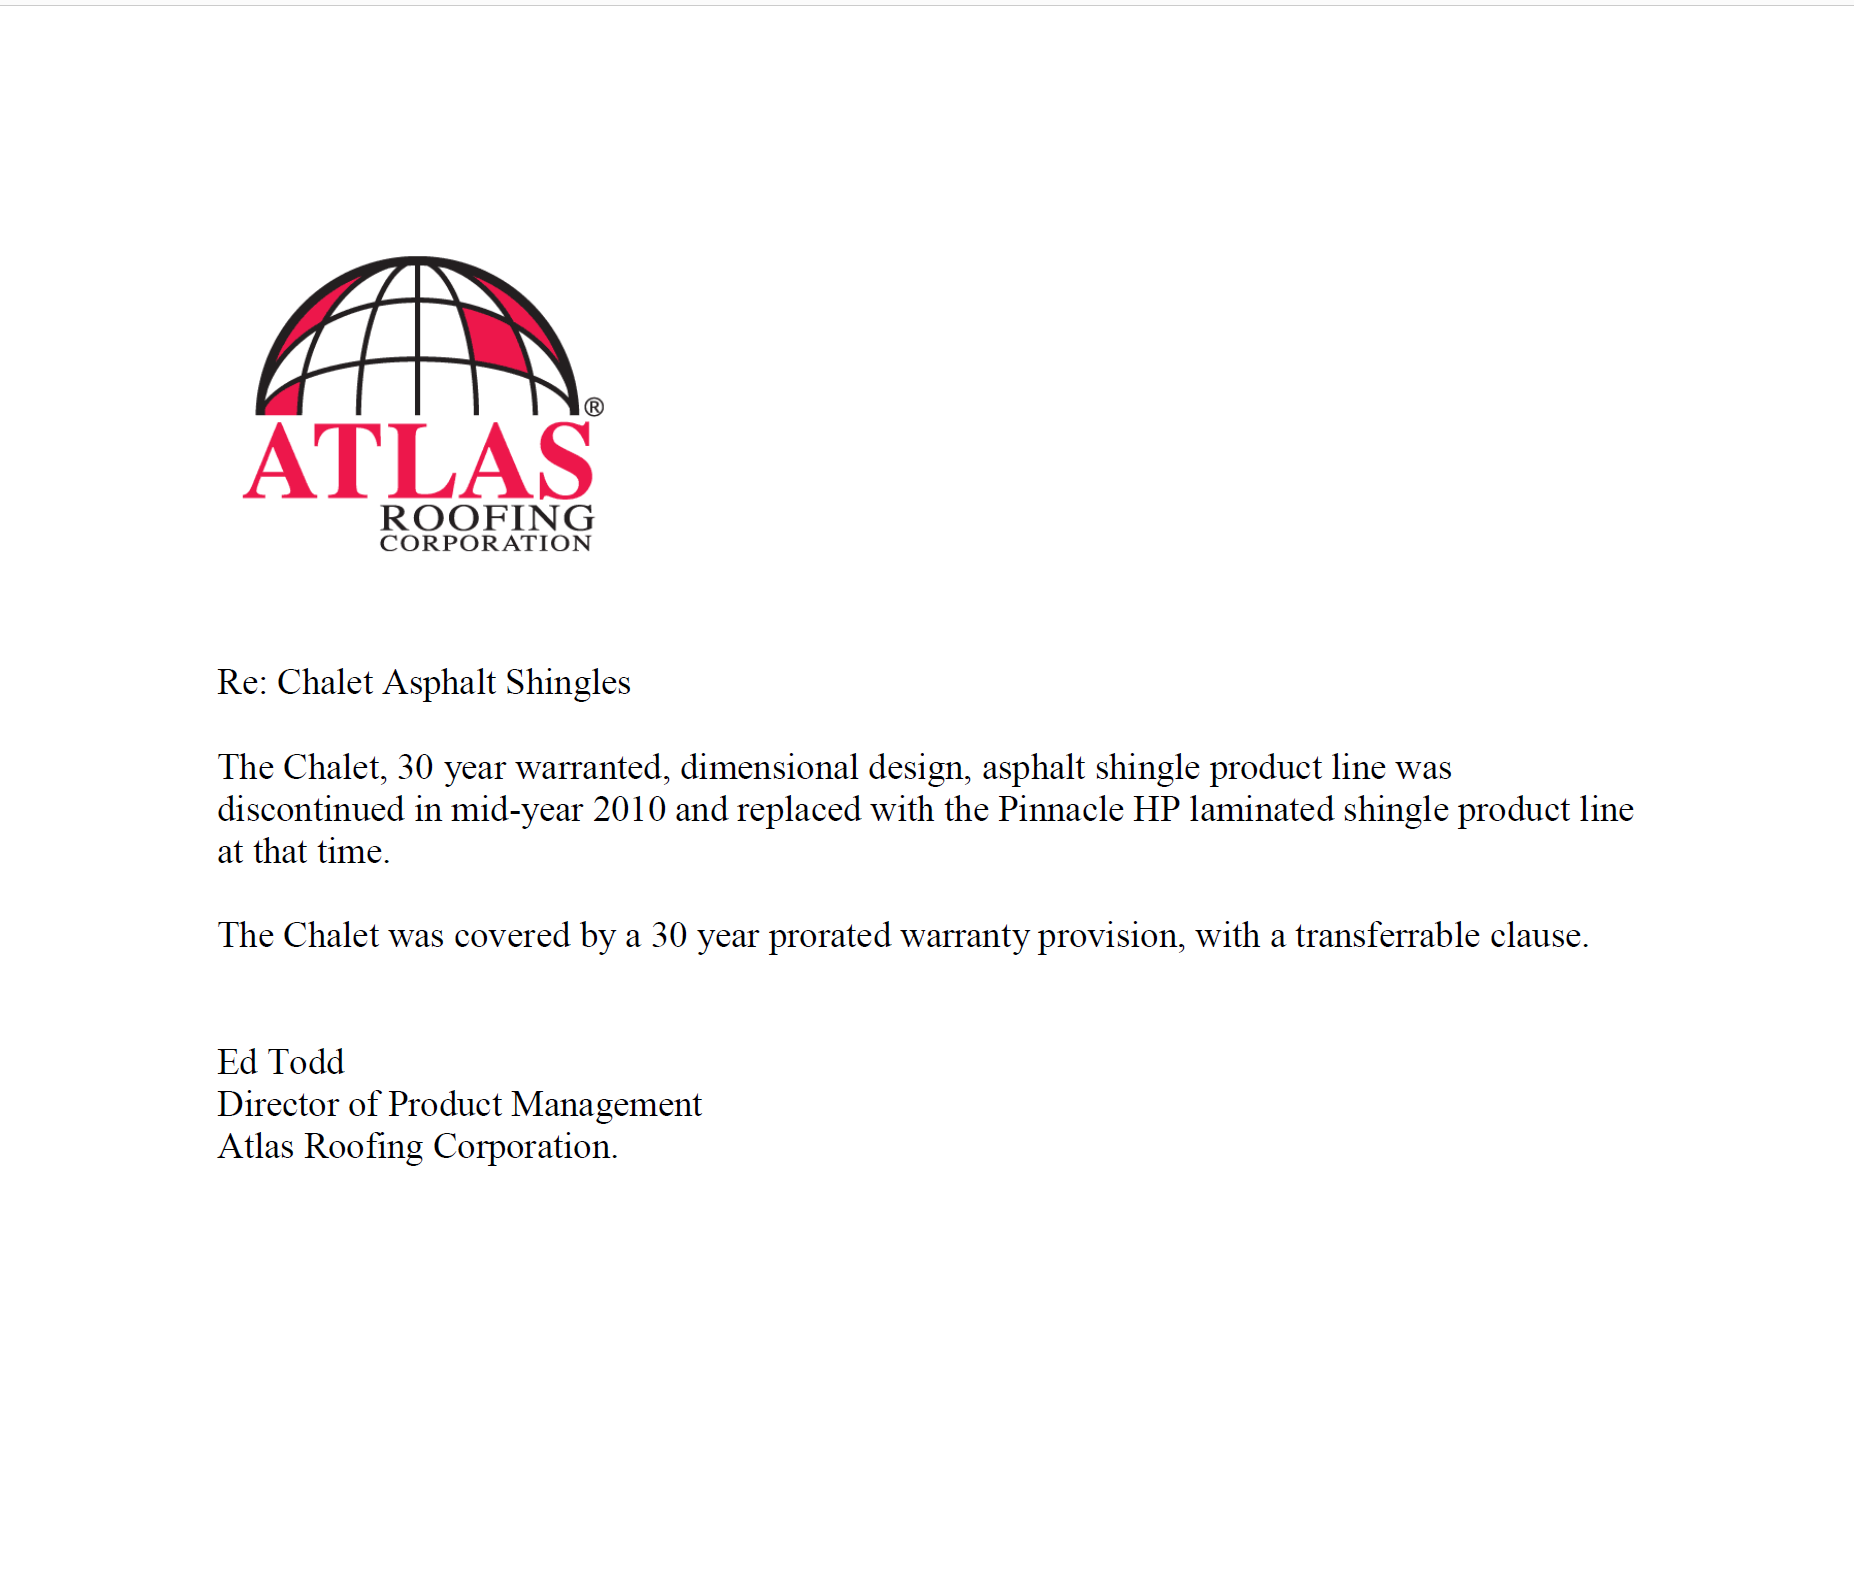 ®
ATLAS
ROOFING
CORPORATION
Re: Chalet Asphalt Shingles
The Chalet, 30 year warranted, dimensional design, asphalt shingle product line was
discontinued in mid-year 2010 and replaced with the Pinnacle HP laminated shingle product line
at that time.
The Chalet was covered by a 30 year prorated warranty provision, with a transferrable clause.
Ed Todd
Director of Product Management
Atlas Roofing Corporation.